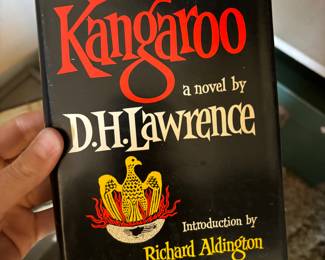 Kangaroo
a novel by
D.H.Lawrence
Introduction by
Richard Aldington